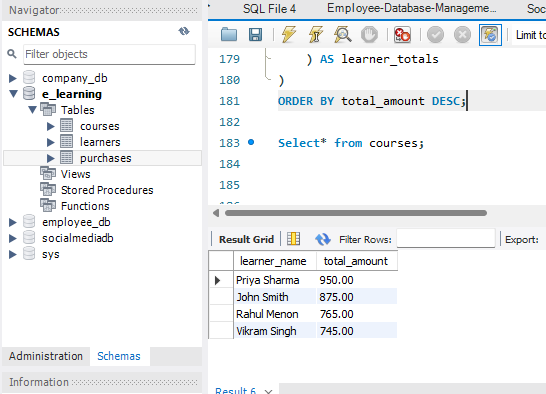 Navigator
SCHEMAS
Filter objects
company_db
e_learning
Tables
courses
learners
purchases
Views
Stored Procedures
Functions
employee_db
socialmediadb
sys
Administration Schemas
Information
SQL File 4 Employee-Database-Manageme...
Limit to
179 ) AS learner_totals
180 )
181 ORDER BY total_amount DESC;
182
183 Select* from courses;
184
185
Result Grid Filter Rows: Export:
learner_name total_amount
Priya Sharma 950.00
John Smith 875.00
Rahul Menon 765.00
Vikram Singh 745.00
Result 6